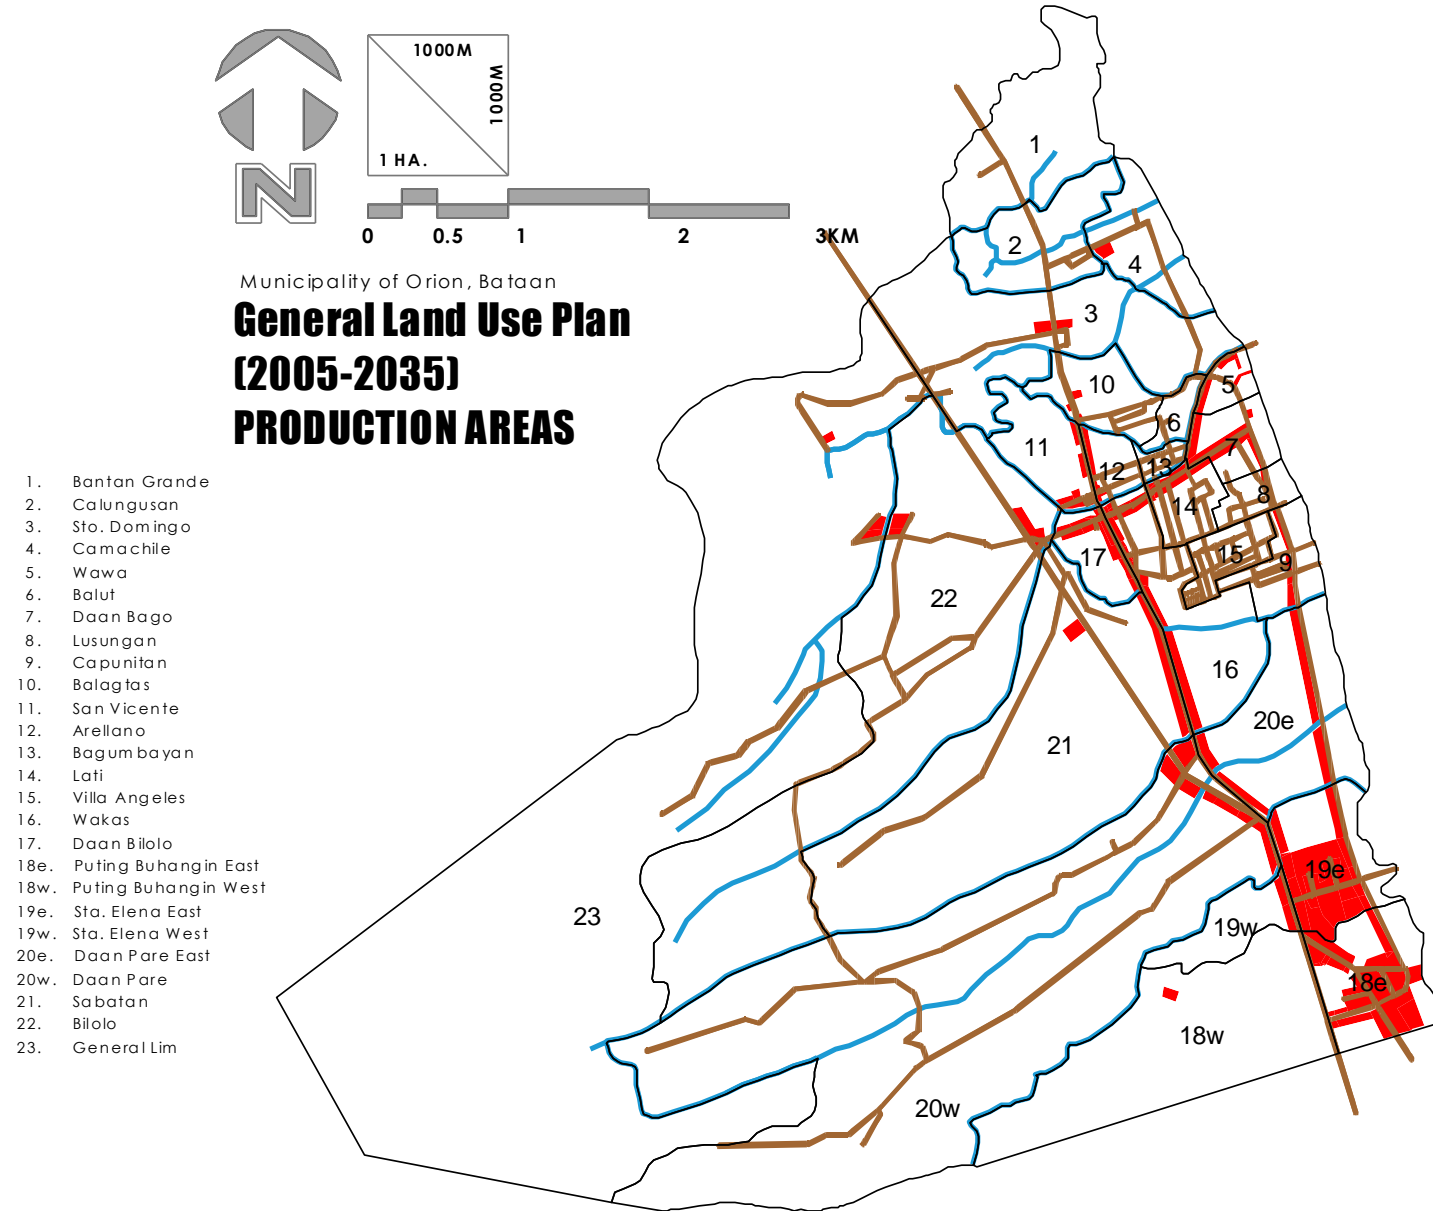 1000M
1000M
1 HA.
N
0 0.5 1 2 3KM
Municipality of Orion, Bataan
General Land Use Plan
(2005-2035)
PRODUCTION AREAS
1. Bantan Grande
2. Calungusan
3. Sto. Domingo
4. Camachile
5. Wawa
6. Balut
7. Daan Bago
8. Lusungan
9. Capunitan
10. Balagtas
11. San Vicente
12. Arellano
13. Bagumbayan
14. Lati
15. Villa Angeles
16. Wakas
17. Daan Bilolo
18e. Puting Buhangin East
18w. Puting Buhangin West
19e. Sta. Elena East
19w. Sta. Elena West
20e. Daan Pare East
20w. Daan Pare
21. Sabatan
22. Bilolo
23. General Lim
1
2
4
3
10
5
6
11
7
12
13
8
14
15
17
9
22
16
20e
21
19e
23
19w
18e
18w
20w